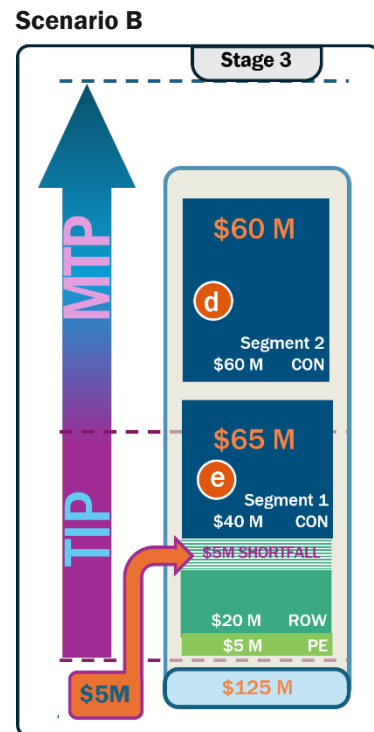 Scenario B
Stage 3
MTP
TIP
$60 M
d
Segment 2
$60 M CON
$65 M
e
Segment 1
$40 M CON
$5M SHORTFALL
$20 M ROW
$5 M PE
$5M
$125 M